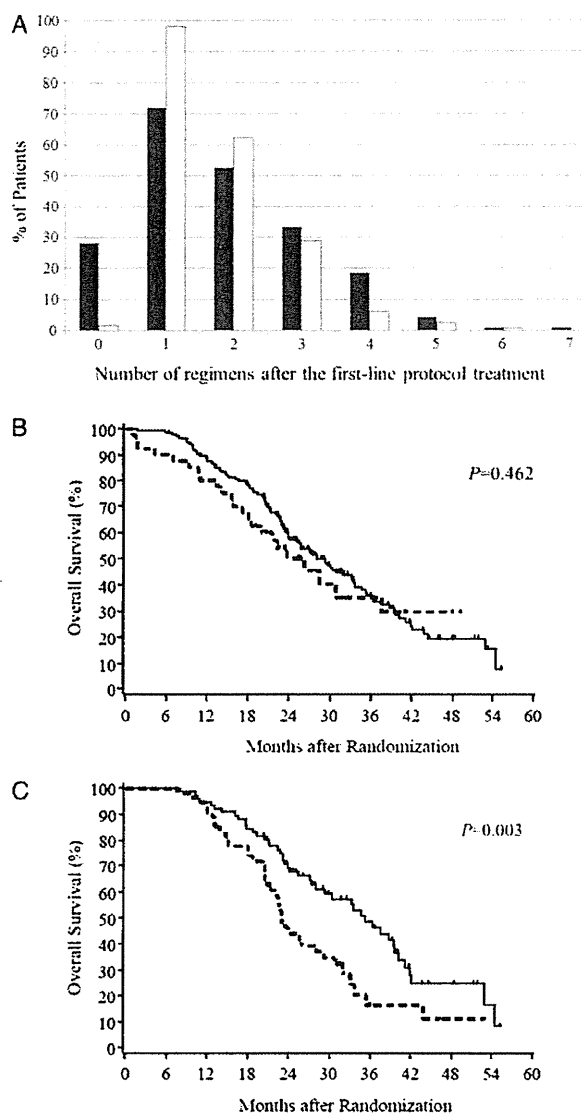 A
100
90
80
70
60
50
40
30
20
10
0
% of Patients
0 1 2 3 4 5 6 7
Number of regimens after the first-line protocol treatment
B
100
90
80
70
60
50
40
30
20
10
0
Overall Survival (%)
P=0.462
0 6 12 18 24 30 36 42 48 54 60
Months after Randomization
C
100
90
80
70
60
50
40
30
20
10
0
Overall Survival (%)
P=0.003
0 6 12 18 24 30 36 42 48 54 60
Months after Randomization